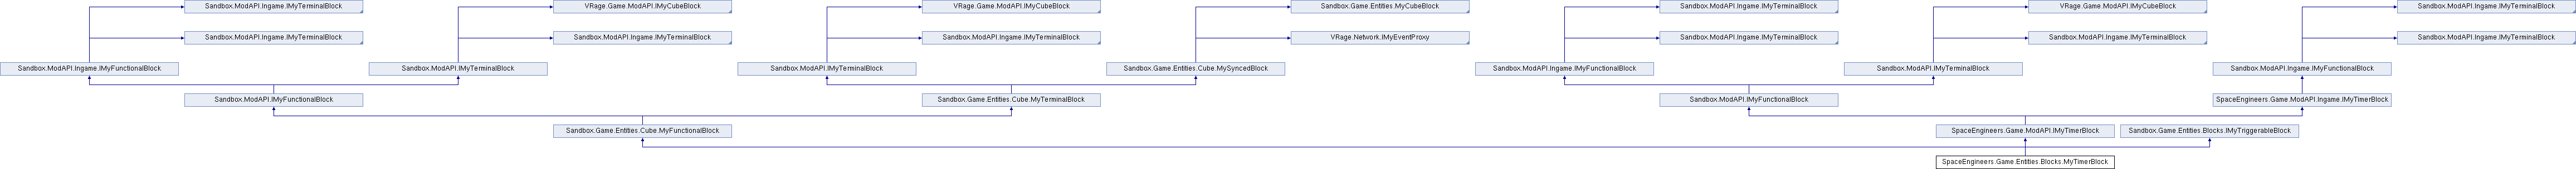 Sandbox.ModAPI.Ingame.IMyTerminalBlock
VRage.Game.ModAPI.IMyCubeBlock
VRage.Game.ModAPI.IMyCubeBlock
Sandbox.Game.Entities.MyCubeBlock
Sandbox.ModAPI.Ingame.IMyTerminalBlock
VRage.Game.ModAPI.IMyCubeBlock
Sandbox.ModAPI.Ingame.IMyTerminalBlock
Sandbox.ModAPI.Ingame.IMyTerminalBlock
Sandbox.ModAPI.Ingame.IMyTerminalBlock
Sandbox.ModAPI.Ingame.IMyTerminalBlock
VRage.Network.IMyEventProxy
Sandbox.ModAPI.Ingame.IMyTerminalBlock
Sandbox.ModAPI.Ingame.IMyTerminalBlock
Sandbox.ModAPI.Ingame.IMyTerminalBlock
Sandbox.ModAPI.Ingame.IMyFunctionalBlock
Sandbox.ModAPI.IMyTerminalBlock
Sandbox.ModAPI.IMyTerminalBlock
Sandbox.Game.Entities.Cube.MySyncedBlock
Sandbox.ModAPI.Ingame.IMyFunctionalBlock
Sandbox.ModAPI.IMyTerminalBlock
Sandbox.ModAPI.Ingame.IMyFunctionalBlock
Sandbox.ModAPI.IMyFunctionalBlock
Sandbox.Game.Entities.Cube.MyTerminalBlock
Sandbox.ModAPI.IMyFunctionalBlock
SpaceEngineers.Game.ModAPI.Ingame.IMyTimerBlock
Sandbox.Game.Entities.Cube.MyFunctionalBlock
SpaceEngineers.Game.ModAPI.IMyTimerBlock
Sandbox.Game.Entities.Blocks.IMyTriggerableBlock
SpaceEngineers.Game.Entities.Blocks.MyTimerBlock